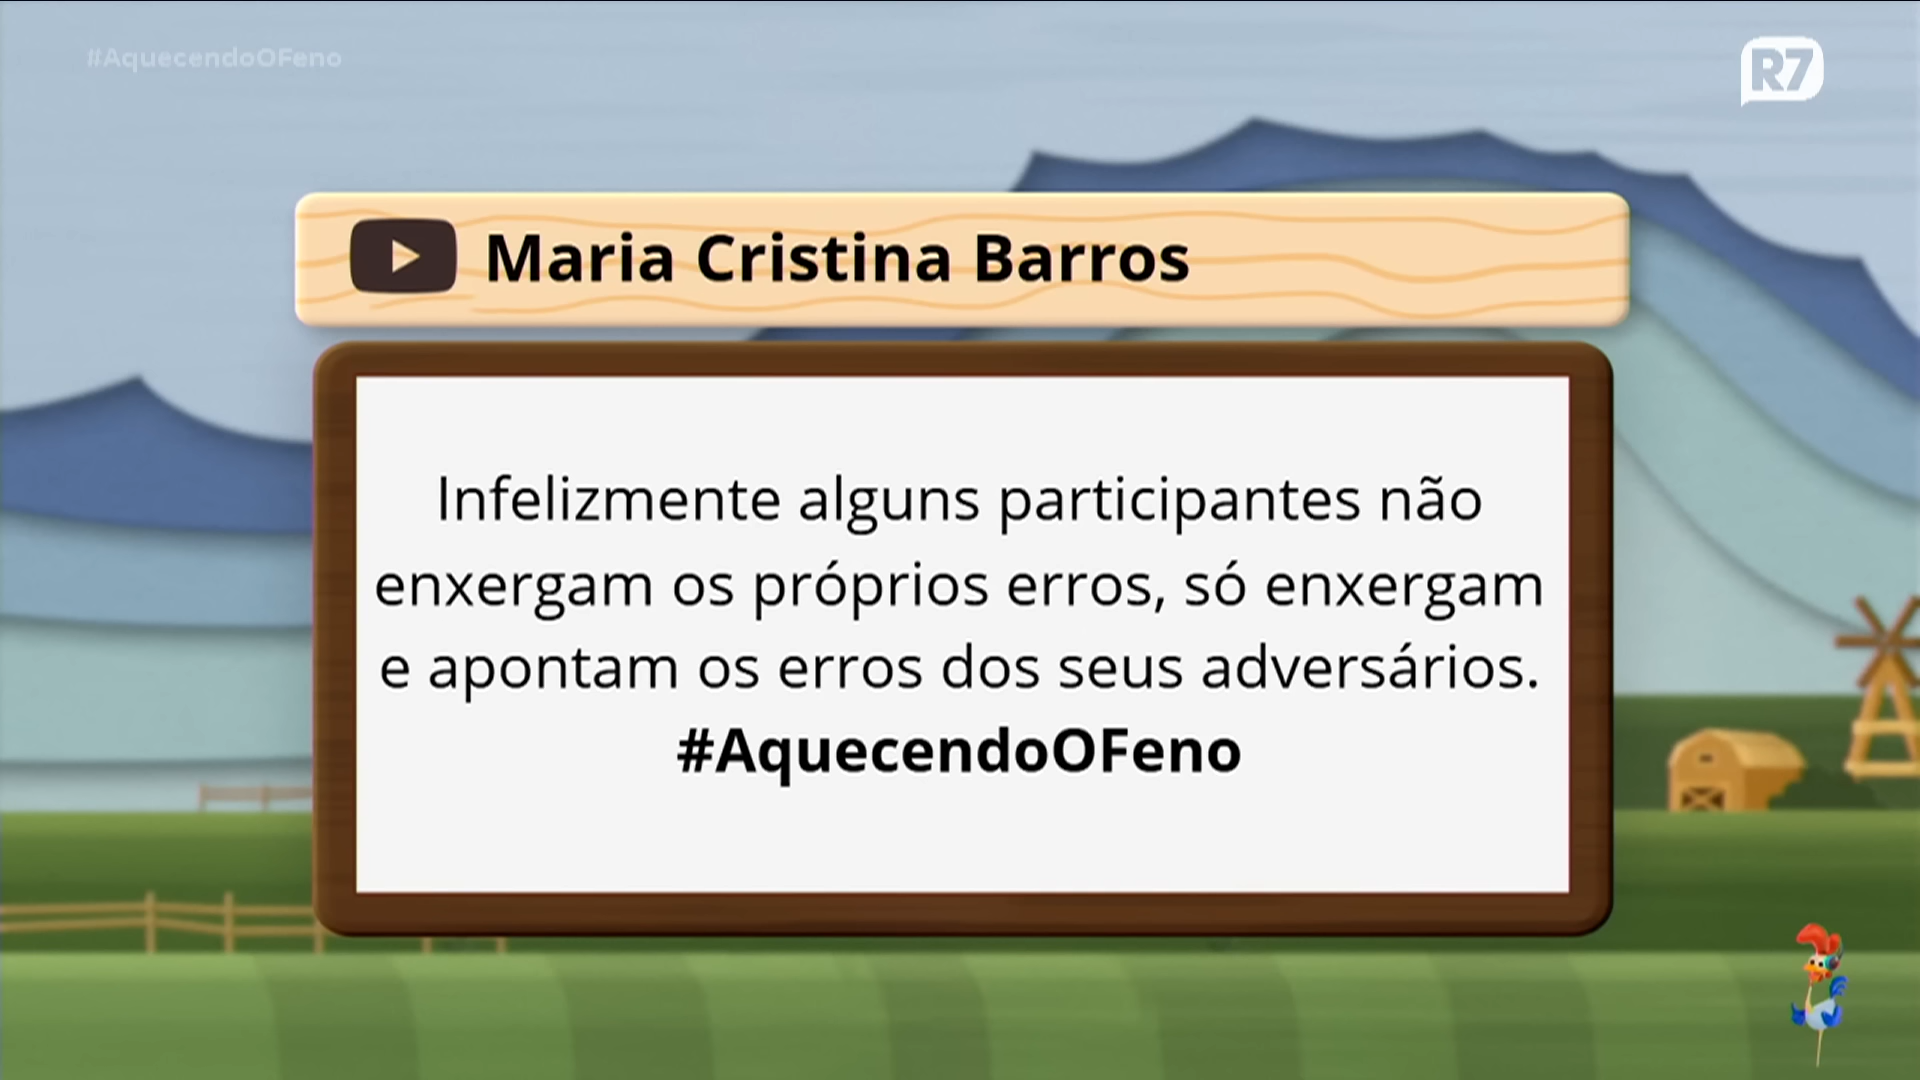 #AquecendoOFeno
R7
Maria Cristina Barros
Infelizmente alguns participantes não
enxergam os próprios erros, só enxergam
e apontam os erros dos seus adversários.
#AquecendoOFeno